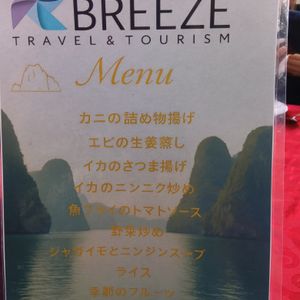 BREEZE
TRAVEL & TOURISM
Menu
カニの詰め物揚げ
エビの生姜蒸し
イカのさつま揚げ
イカのニンニク炒め
魚フライのトマトソース
野菜炒め
ジャガイモとニンジンスープ
ライス
季節のフルーツ